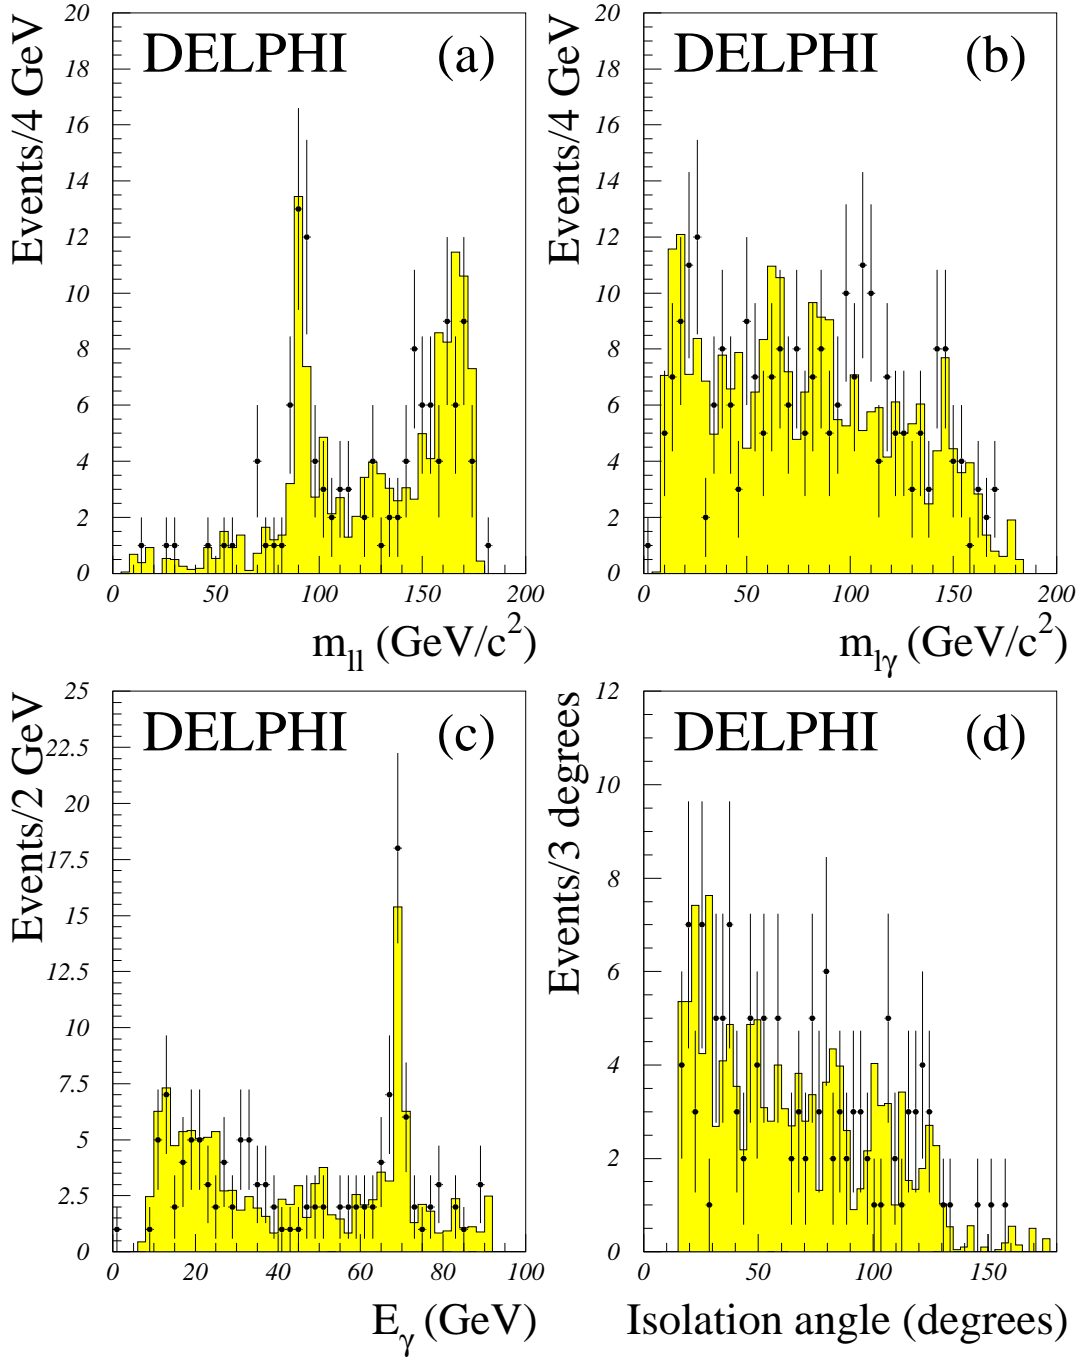 DELPHI (a)
Events/4 GeV
20
18
16
14
12
10
8
6
4
2
0
0 50 100 150 200
m_ll (GeV/c²)
DELPHI (b)
Events/4 GeV
20
18
16
14
12
10
8
6
4
2
0
0 50 100 150 200
m_lγ (GeV/c²)
DELPHI (c)
Events/2 GeV
25
22.5
20
17.5
15
12.5
10
7.5
5
2.5
0
0 20 40 60 80 100
E_γ (GeV)
DELPHI (d)
Events/3 degrees
12
10
8
6
4
2
0
0 50 100 150
Isolation angle (degrees)